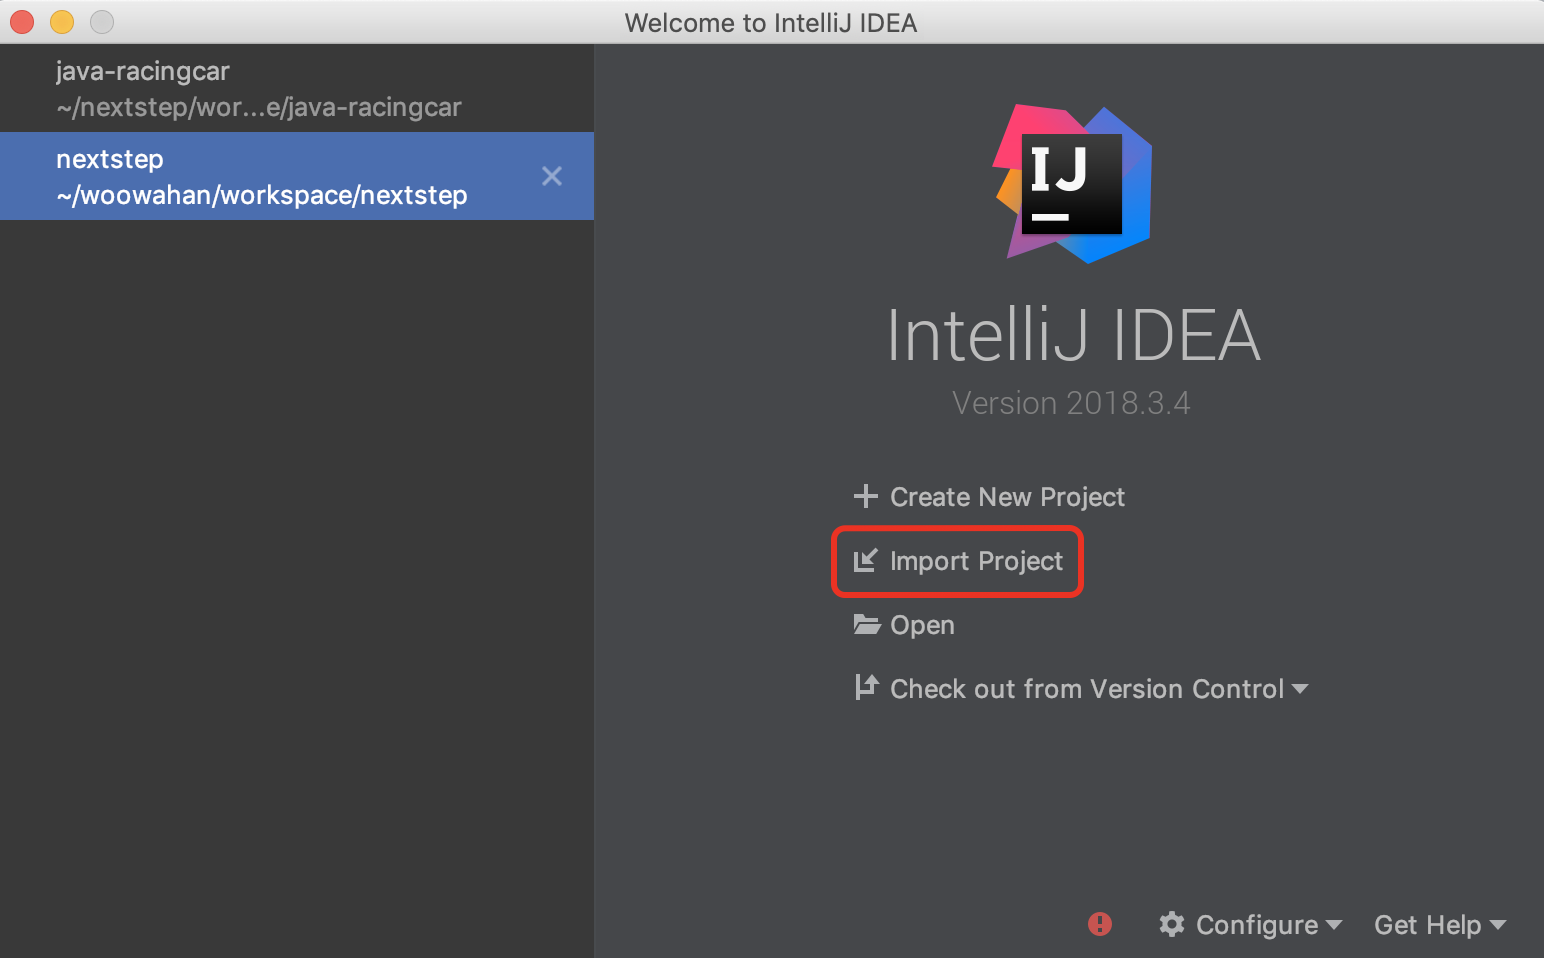 Welcome to IntelliJ IDEA
java-racingcar
~/nextstep/wor...e/java-racingcar
nextstep
~/woowahan/workspace/nextstep
IJ
IntelliJ IDEA
Version 2018.3.4
Create New Project
Import Project
Open
Check out from Version Control
Configure
Get Help